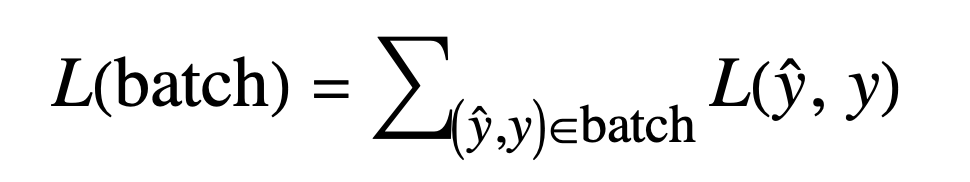 L(batch) = ∑(ŷ,y)∈batch L(ŷ, y)